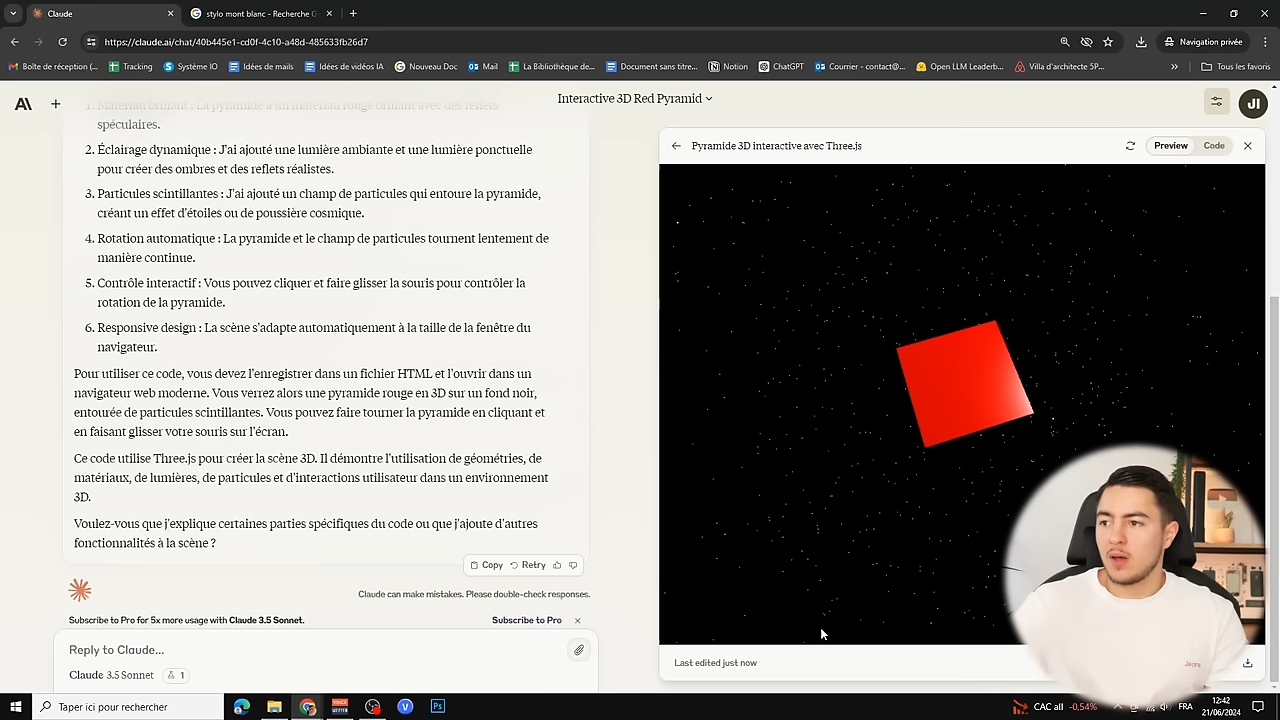 Claude
stylo mont blanc - Recherche G
https://claude.ai/chat/40b445e1-cd0f-4c10-a48d-485633fb26d7
Navigation privée
Boîte de réception (...
Tracking
Système IO
Idées de mails
Idées de vidéos IA
Nouveau Doc
Mail
La Bibliothèque de...
Document sans titre...
Notion
ChatGPT
Courrier - contact@...
Open LLM Leaderb...
Villa d'architecte 5P...
Tous les favoris
Interactive 3D Red Pyramid
JI
1. Matériau brillant : La pyramide a un matériau rouge brillant avec des reflets
spéculaires.
2. Éclairage dynamique : J'ai ajouté une lumière ambiante et une lumière ponctuelle
pour créer des ombres et des reflets réalistes.
3. Particules scintillantes : J'ai ajouté un champ de particules qui entoure la pyramide,
créant un effet d'étoiles ou de poussière cosmique.
4. Rotation automatique : La pyramide et le champ de particules tournent lentement de
manière continue.
5. Contrôle interactif : Vous pouvez cliquer et faire glisser la souris pour contrôler la
rotation de la pyramide.
6. Responsive design : La scène s'adapte automatiquement à la taille de la fenêtre du
navigateur.
Pour utiliser ce code, vous devez l'enregistrer dans un fichier HTML et l'ouvrir dans un
navigateur web moderne. Vous verrez alors une pyramide rouge en 3D sur un fond noir,
entourée de particules scintillantes. Vous pouvez faire tourner la pyramide en cliquant et
en faisant glisser votre souris sur l'écran.
Ce code utilise Three.js pour créer la scène 3D. Il démontre l'utilisation de géométries, de
matériaux, de lumières, de particules et d'interactions utilisateur dans un environnement
3D.
Voulez-vous que j'explique certaines parties spécifiques du code ou que j'ajoute d'autres
fonctionnalités à la scène ?
Copy
Retry
Claude can make mistakes. Please double-check responses.
Subscribe to Pro for 5x more usage with Claude 3.5 Sonnet.
Subscribe to Pro
Reply to Claude...
Claude 3.5 Sonnet
1
Pyramide 3D interactive avec Three.js
Preview
Code
Last edited just now
Jeans
Taper ici pour rechercher
CAC all -0,54%
FRA
12:42
21/06/2024